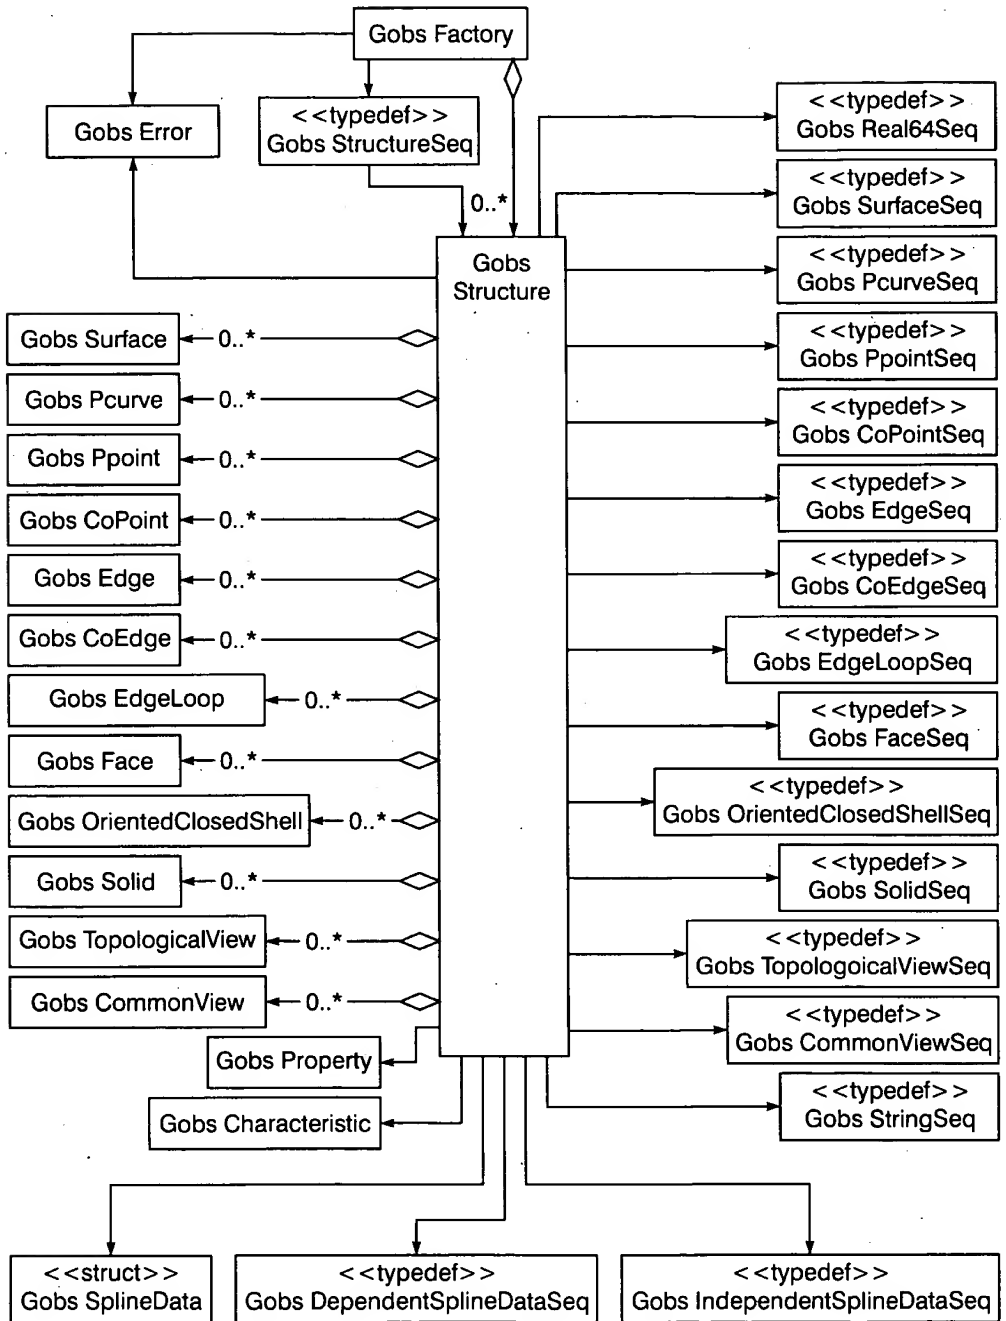 Gobs Factory
Gobs Error
<<typedef>>
Gobs StructureSeq
0..*
Gobs
Structure
Gobs Surface
0..*
Gobs Pcurve
0..*
Gobs Ppoint
0..*
Gobs CoPoint
0..*
Gobs Edge
0..*
Gobs CoEdge
0..*
Gobs EdgeLoop
0..*
Gobs Face
0..*
Gobs OrientedClosedShell
0..*
Gobs Solid
0..*
Gobs TopologicalView
0..*
Gobs CommonView
0..*
Gobs Property
Gobs Characteristic
<<typedef>>
Gobs Real64Seq
<<typedef>>
Gobs SurfaceSeq
<<typedef>>
Gobs PcurveSeq
<<typedef>>
Gobs PpointSeq
<<typedef>>
Gobs CoPointSeq
<<typedef>>
Gobs EdgeSeq
<<typedef>>
Gobs CoEdgeSeq
<<typedef>>
Gobs EdgeLoopSeq
<<typedef>>
Gobs FaceSeq
<<typedef>>
Gobs OrientedClosedShellSeq
<<typedef>>
Gobs SolidSeq
<<typedef>>
Gobs TopologoicalViewSeq
<<typedef>>
Gobs CommonViewSeq
<<typedef>>
Gobs StringSeq
<<struct>>
Gobs SplineData
<<typedef>>
Gobs DependentSplineDataSeq
<<typedef>>
Gobs IndependentSplineDataSeq